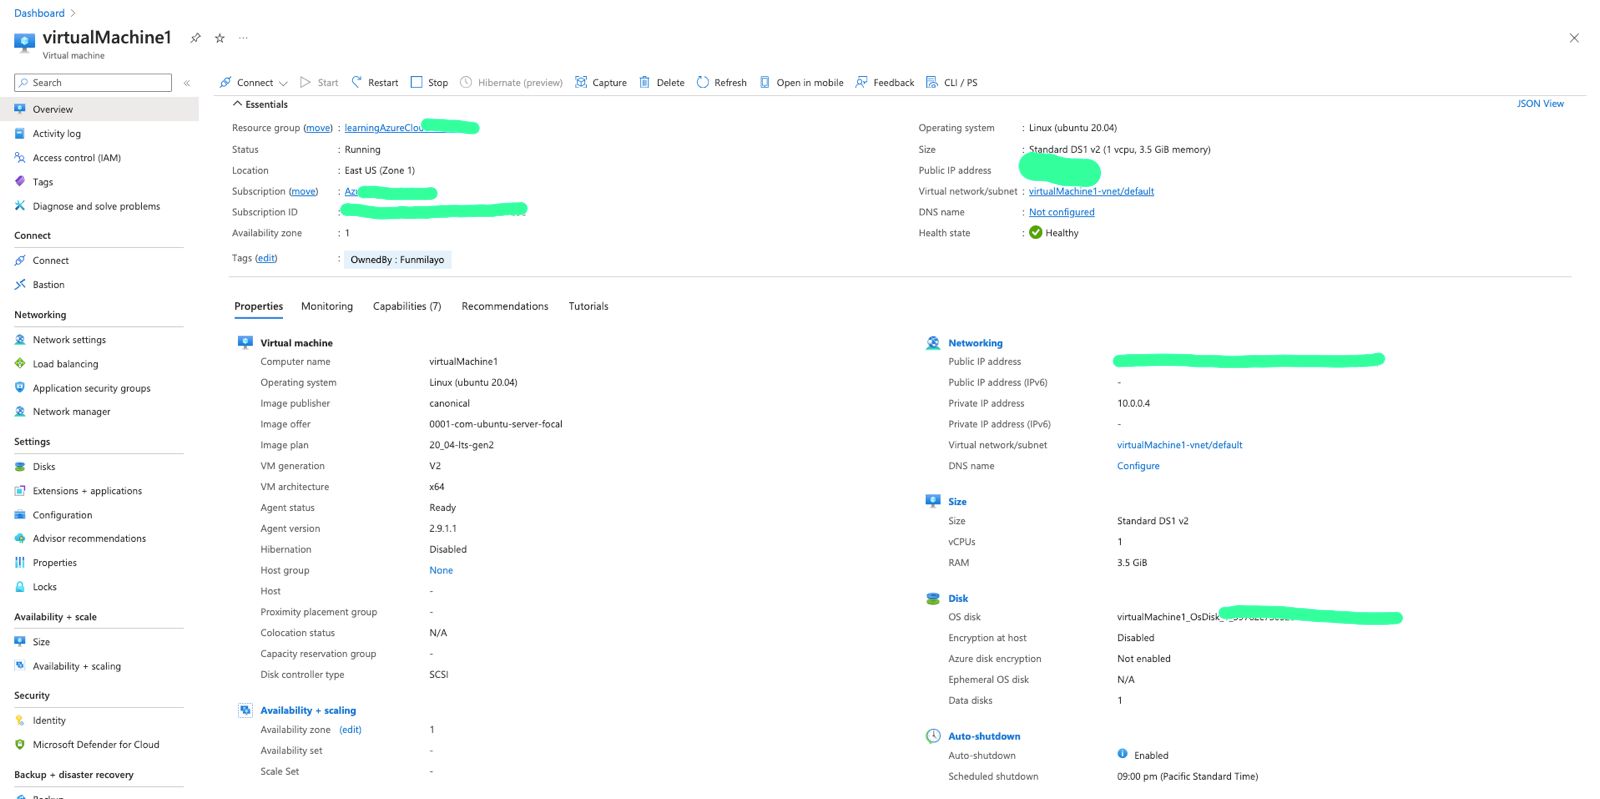 Dashboard >
virtualMachine1
Virtual machine
Search
Overview
Activity log
Access control (IAM)
Tags
Diagnose and solve problems
Connect
Connect
Bastion
Networking
Network settings
Load balancing
Application security groups
Network manager
Settings
Disks
Extensions + applications
Configuration
Advisor recommendations
Properties
Locks
Availability + scale
Size
Availability + scaling
Security
Identity
Microsoft Defender for Cloud
Backup + disaster recovery
Connect Start Restart Stop Hibernate (preview) Capture Delete Refresh Open in mobile Feedback CLI / PS
Essentials
JSON View
Resource group (move) :
Status : Running
Location : East US (Zone 1)
Subscription (move) :
Subscription ID :
Availability zone : 1
Tags (edit) : OwnedBy : Funmilayo
Operating system : Linux (ubuntu 20.04)
Size : Standard DS1 v2 (1 vcpu, 3.5 GiB memory)
Public IP address
Virtual network/subnet : virtualMachine1-vnet/default
DNS name : Not configured
Health state : Healthy
Properties Monitoring Capabilities (7) Recommendations Tutorials
Virtual machine
Computer name virtualMachine1
Operating system Linux (ubuntu 20.04)
Image publisher canonical
Image offer 0001-com-ubuntu-server-focal
Image plan 20_04-lts-gen2
VM generation V2
VM architecture x64
Agent status Ready
Agent version 2.9.1.1
Hibernation Disabled
Host group None
Host -
Proximity placement group -
Colocation status N/A
Capacity reservation group -
Disk controller type SCSI
Availability + scaling
Availability zone (edit) 1
Availability set -
Scale Set -
Networking
Public IP address
Public IP address (IPv6) -
Private IP address 10.0.0.4
Private IP address (IPv6) -
Virtual network/subnet virtualMachine1-vnet/default
DNS name Configure
Size
Size Standard DS1 v2
vCPUs 1
RAM 3.5 GiB
Disk
OS disk virtualMachine1_OsDisk_
Encryption at host Disabled
Azure disk encryption Not enabled
Ephemeral OS disk N/A
Data disks 1
Auto-shutdown
Auto-shutdown Enabled
Scheduled shutdown 09:00 pm (Pacific Standard Time)